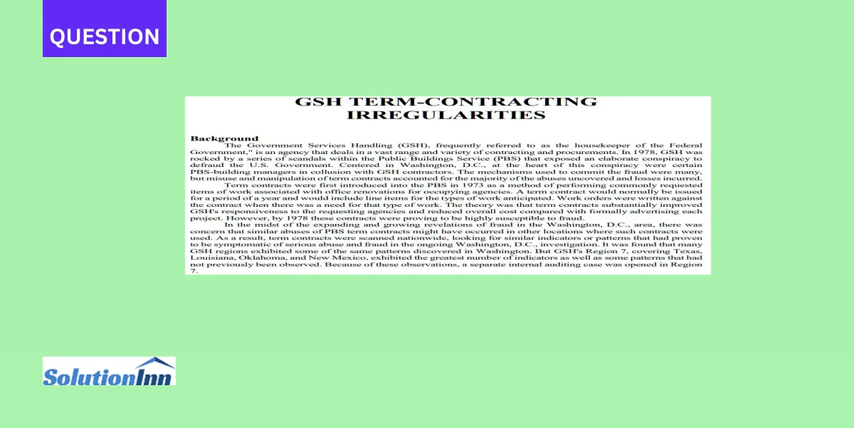 QUESTION
GSH TERM-CONTRACTING
IRREGULARITIES
Background
The Government Services Handling (GSH), frequently referred to as the housekeeper of the Federal
Government," is an agency that deals in a vast range and variety of contracting and procurements. In 1978, GSH was
rocked by a series of scandals within the Public Buildings Service (PBS) that exposed an elaborate conspiracy to
defraud the U.S. Government. Centered in Washington, D.C., at the heart of this conspiracy were certain
PBS-building managers in collusion with GSH contractors. The mechanisms used to commit the fraud were many,
but misuse and manipulation of term contracts accounted for the majority of the abuses uncovered and losses incurred.
Term contracts were first introduced into the PBS in 1973 as a method of performing commonly requested
items of work associated with office renovations for occupying agencies. A term contract would normally be issued
for a period of a year and would include line items for the types of work anticipated. Work orders were written against
the contract when there was a need for that type of work. The theory was that term contracts substantially improved
GSH's responsiveness to the requesting agencies and reduced overall cost compared with formally advertising each
project. However, by 1978 these contracts were proving to be highly susceptible to fraud.
In the midst of the expanding and growing revelations of fraud in the Washington, D.C., area, there was
concern that similar abuses of PBS term contracts might have occurred in other locations where such contracts were
used. As a result, term contracts were scanned nationwide, looking for similar indicators or patterns that had proven
to be symptomatic of serious abuse and fraud in the ongoing Washington, D.C., investigation. It was found that many
GSH regions exhibited some of the same patterns discovered in Washington. But GSH's Region 7, covering Texas,
Louisiana, Oklahoma, and New Mexico, exhibited the greatest number of indicators as well as some patterns that had
not previously been observed. Because of these observations, a separate internal auditing case was opened in Region
7.
SolutionInn